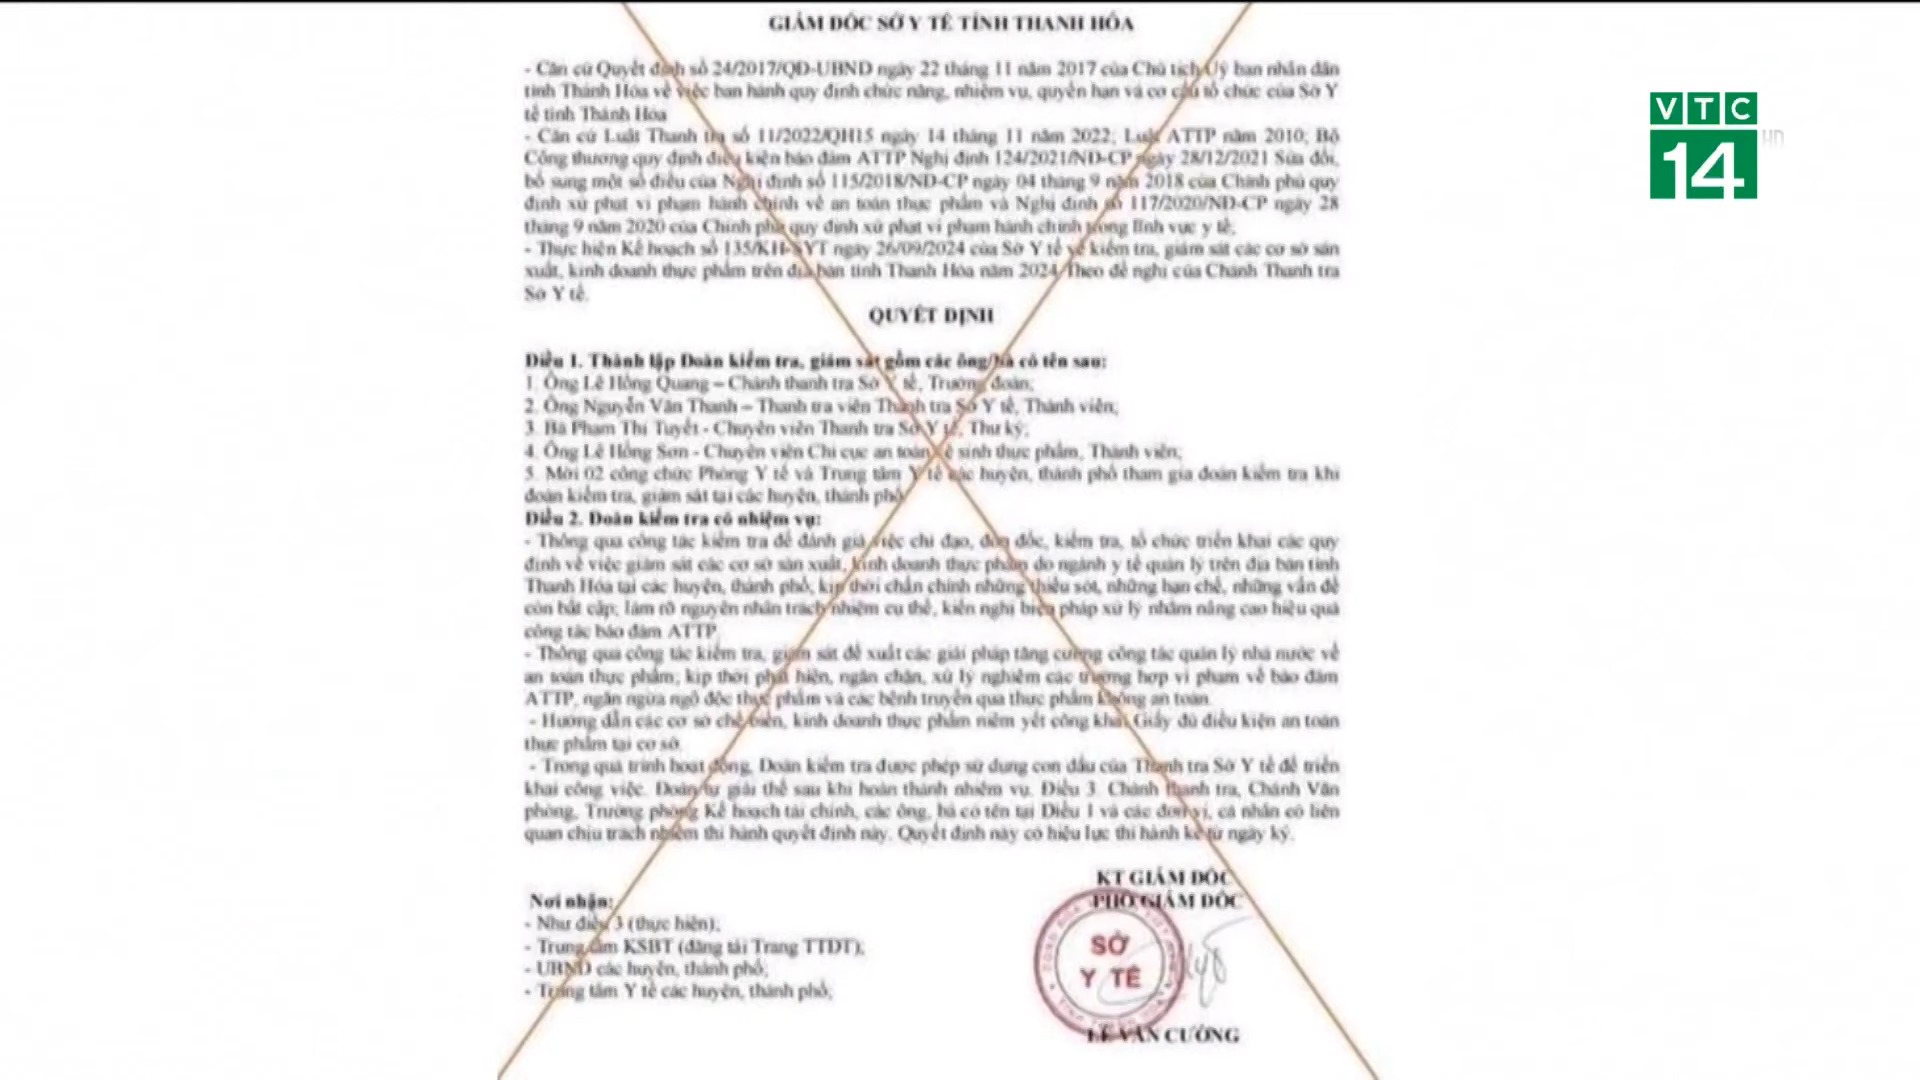 GIÁM ĐỐC SỞ Y TẾ TỈNH THANH HÓA
VTC
14
- Căn cứ Quyết định số 24/2017/QĐ-UBND ngày 22 tháng 11 năm 2017 của Chủ tịch Uỷ ban nhân dân
tỉnh Thanh Hóa về việc ban hành quy định chức năng, nhiệm vụ, quyền hạn và cơ cấu tổ chức của Sở Y
tế tỉnh Thanh Hóa
- Căn cứ Luật Thanh tra số 11/2022/QH15 ngày 14 tháng 11 năm 2022; Luật ATTP năm 2010; Bộ
Công thương quy định điều kiện bảo đảm ATTP Nghị định 124/2021/NĐ-CP ngày 28/12/2021 Sửa đổi,
bổ sung một số điều của Nghị định số 115/2018/NĐ-CP ngày 04 tháng 9 năm 2018 của Chính phủ quy
định xử phạt vi phạm hành chính về an toàn thực phẩm và Nghị định số 117/2020/NĐ-CP ngày 28
tháng 9 năm 2020 của Chính phủ quy định xử phạt vi phạm hành chính trong lĩnh vực y tế;
- Thực hiện Kế hoạch số 135/KH-SYT ngày 26/09/2024 của Sở Y tế về kiểm tra, giám sát các cơ sở sản
xuất, kinh doanh thực phẩm trên địa bàn tỉnh Thanh Hóa năm 2024 Theo đề nghị của Chánh Thanh tra
Sở Y tế.
QUYẾT ĐỊNH
Điều 1. Thành lập Đoàn kiểm tra, giám sát gồm các ông/bà có tên sau:
1. Ông Lê Hồng Quang – Chánh thanh tra Sở Y tế, Trưởng đoàn;
2. Ông Nguyễn Văn Thanh – Thanh tra viên Thanh tra Sở Y tế, Thành viên;
3. Bà Phạm Thị Tuyết - Chuyên viên Thanh tra Sở Y tế, Thư ký;
4. Ông Lê Hồng Sơn - Chuyên viên Chi cục an toàn vệ sinh thực phẩm, Thành viên;
5. Mời 02 công chức Phòng Y tế và Trung tâm Y tế các huyện, thành phố tham gia đoàn kiểm tra khi
đoàn kiểm tra, giám sát tại các huyện, thành phố
Điều 2. Đoàn kiểm tra có nhiệm vụ:
- Thông qua công tác kiểm tra để đánh giá việc chỉ đạo, đôn đốc, kiểm tra, tổ chức triển khai các quy
định về việc giám sát các cơ sở sản xuất, kinh doanh thực phẩm do ngành y tế quản lý trên địa bàn tỉnh
Thanh Hóa tại các huyện, thành phố; kịp thời chấn chỉnh những thiếu sót, những hạn chế, những vấn đề
còn bất cập; làm rõ nguyên nhân trách nhiệm cụ thể, kiến nghị biện pháp xử lý nhằm nâng cao hiệu quả
công tác bảo đảm ATTP.
- Thông qua công tác kiểm tra, giám sát đề xuất các giải pháp tăng cường công tác quản lý nhà nước về
an toàn thực phẩm; kịp thời phát hiện, ngăn chặn, xử lý nghiêm các trường hợp vi phạm về bảo đảm
ATTP, ngăn ngừa ngộ độc thực phẩm và các bệnh truyền qua thực phẩm không an toàn.
- Hướng dẫn các cơ sở chế biến, kinh doanh thực phẩm niêm yết công khai Giấy đủ điều kiện an toàn
thực phẩm tại cơ sở.
- Trong quá trình hoạt động, Đoàn kiểm tra được phép sử dụng con dấu của Thanh tra Sở Y tế để triển
khai công việc. Đoàn tự giải thể sau khi hoàn thành nhiệm vụ. Điều 3. Chánh thanh tra, Chánh Văn
phòng, Trưởng phòng Kế hoạch tài chính, các ông, bà có tên tại Điều 1 và các đơn vị, cá nhân có liên
quan chịu trách nhiệm thi hành quyết định này. Quyết định này có hiệu lực thi hành kể từ ngày ký.
KT GIÁM ĐỐC
PHÓ GIÁM ĐỐC
Nơi nhận:
- Như điều 3 (thực hiện);
- Trung tâm KSBT (đăng tải Trang TTĐT);
- UBND các huyện, thành phố;
- Trung tâm Y tế các huyện, thành phố;
SỞ
Y TẾ
LÊ VĂN CƯỜNG